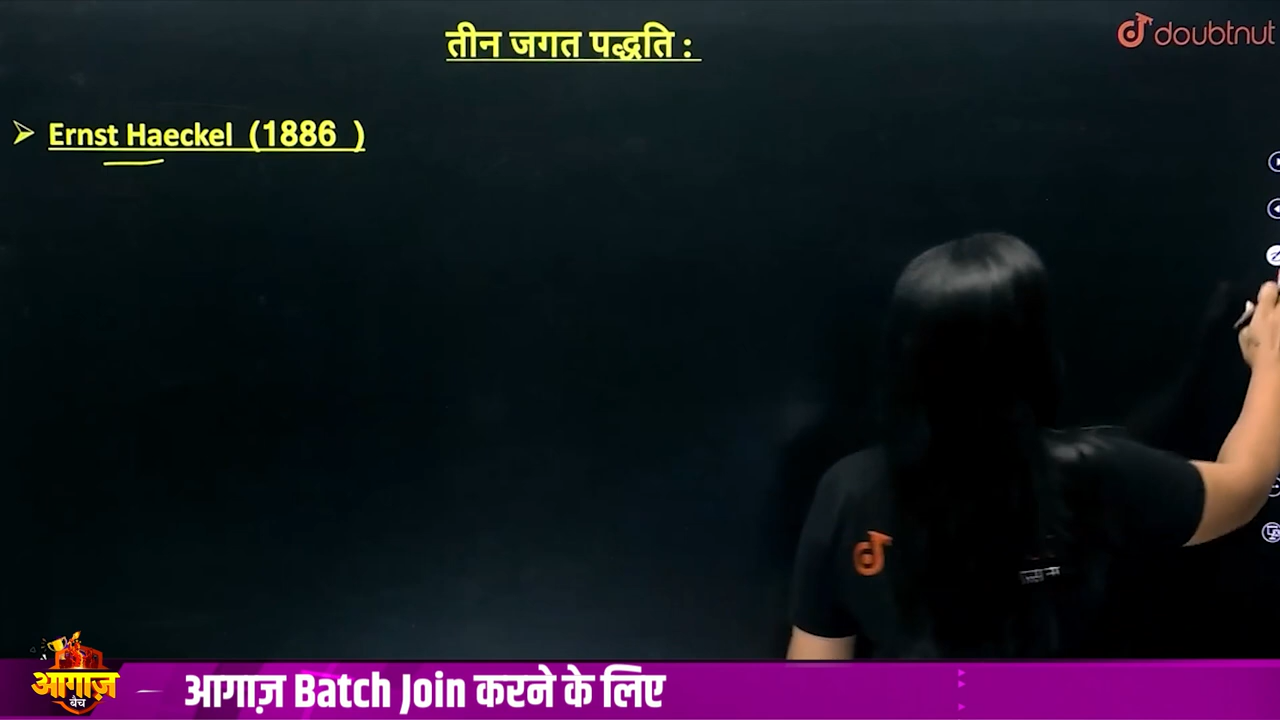 तीन जगत पद्धति :
doubtnut
➢ Ernst Haeckel (1886 )
आगाज़
बैच
आगाज़ Batch Join करने के लिए